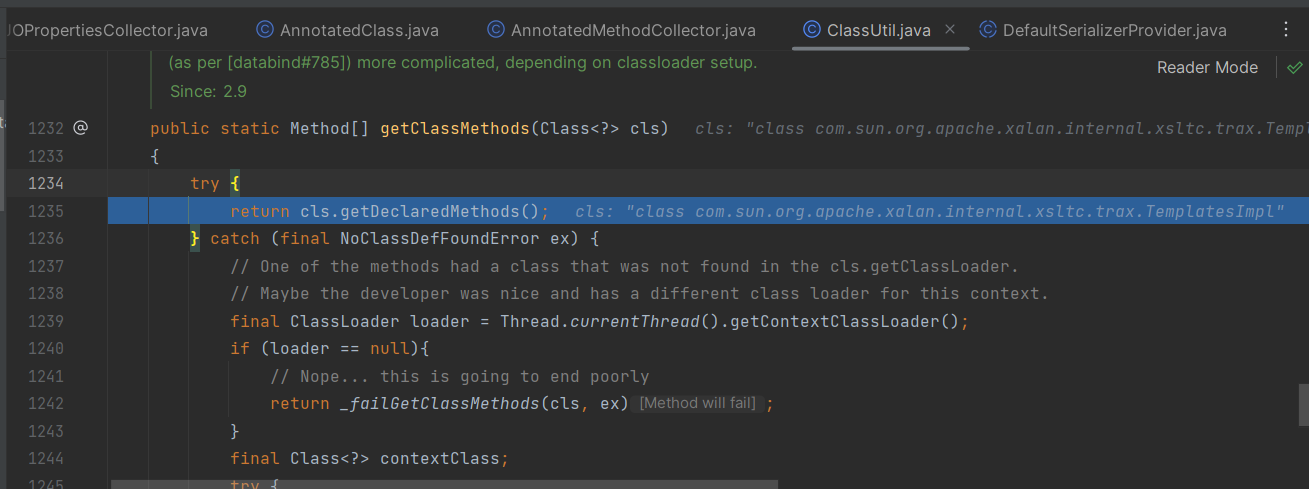 JOPropertiesCollector.java AnnotatedClass.java AnnotatedMethodCollector.java ClassUtil.java DefaultSerializerProvider.java
(as per [databind#785]) more complicated, depending on classloader setup.
Reader Mode
Since: 2.9
1232 @ public static Method[] getClassMethods(Class<?> cls) cls: "class com.sun.org.apache.xalan.internal.xsltc.trax.Templ
1233 {
1234 try {
1235 return cls.getDeclaredMethods(); cls: "class com.sun.org.apache.xalan.internal.xsltc.trax.TemplatesImpl"
1236 } catch (final NoClassDefFoundError ex) {
1237 // One of the methods had a class that was not found in the cls.getClassLoader.
1238 // Maybe the developer was nice and has a different class loader for this context.
1239 final ClassLoader loader = Thread.currentThread().getContextClassLoader();
1240 if (loader == null){
1241 // Nope... this is going to end poorly
1242 return _failGetClassMethods(cls, ex) [Method will fail] ;
1243 }
1244 final Class<?> contextClass;
1245 try {